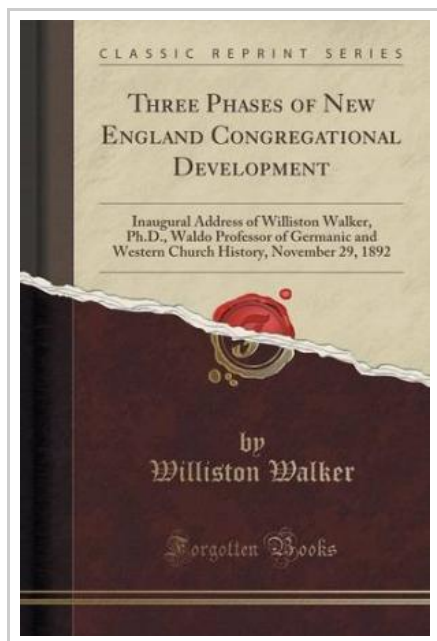 CLASSIC REPRINT SERIES
THREE PHASES OF NEW
ENGLAND CONGREGATIONAL
DEVELOPMENT
Inaugural Address of Williston Walker,
Ph.D., Waldo Professor of Germanic and
Western Church History, November 29, 1892
F
by
Williston Walker
Forgotten Books